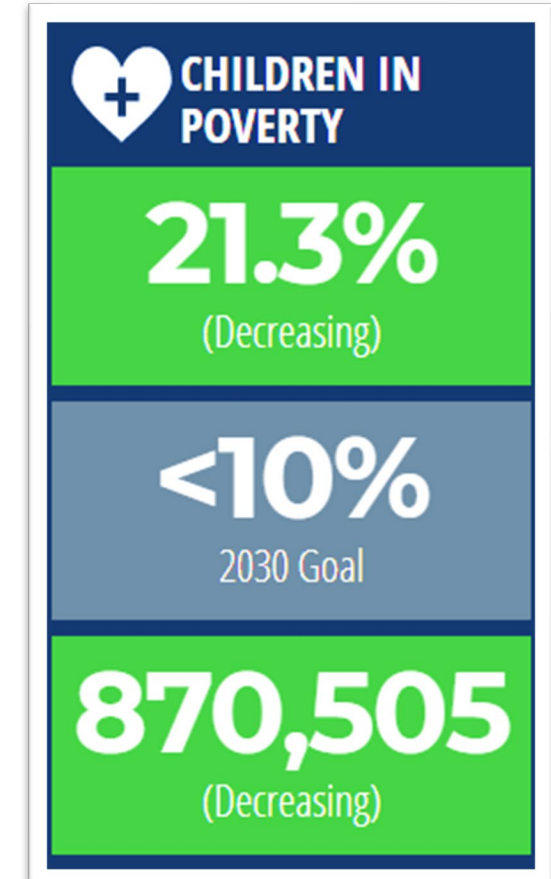 CHILDREN IN
POVERTY
21.3%
(Decreasing)
<10%
2030 Goal
870,505
(Decreasing)